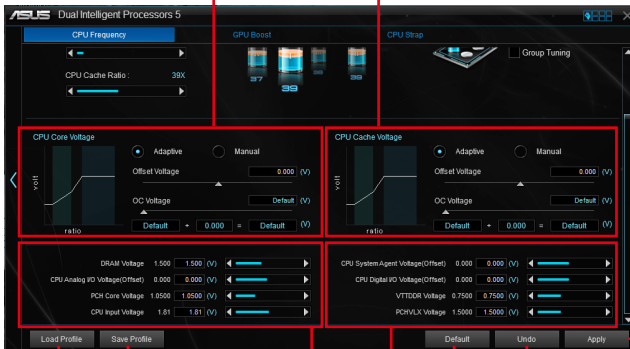 ASUS Dual Intelligent Processors 5
CPU Frequency GPU Boost CPU Strap
Group Tuning
CPU Cache Ratio : 39X
37 39 38 38
CPU Core Voltage
Adaptive Manual
Offset Voltage 0.000 (V)
volt
OC Voltage Default (V)
Default + 0.000 = Default (V)
ratio
CPU Cache Voltage
Adaptive Manual
Offset Voltage 0.000 (V)
volt
OC Voltage Default (V)
Default + 0.000 = Default (V)
ratio
DRAM Voltage 1.500 1.500 (V)
CPU Analog I/O Voltage(Offset) 0.000 0.000 (V)
PCH Core Voltage 1.0500 1.0500 (V)
CPU Input Voltage 1.81 1.81 (V)
CPU System Agent Voltage(Offset) 0.000 0.000 (V)
CPU Digital I/O Voltage(Offset) 0.000 0.000 (V)
VTTDDR Voltage 0.7500 0.7500 (V)
PCHVLX Voltage 1.5000 1.5000 (V)
Load Profile Save Profile Default Undo Apply